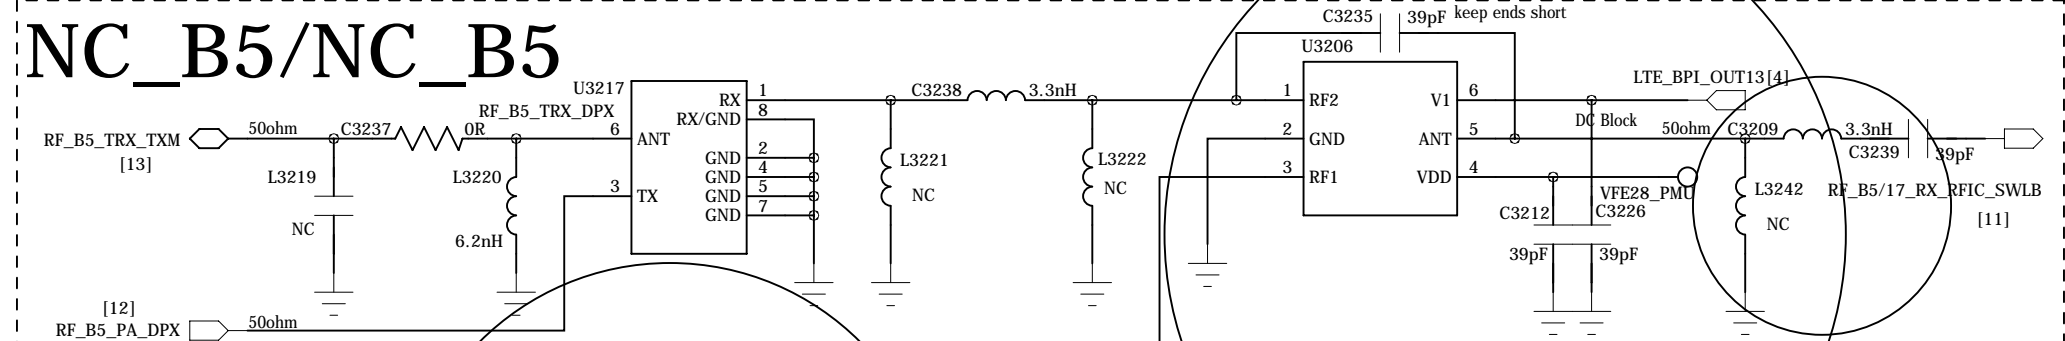 NC_B5/NC_B5
C3235 39pF keep ends short
U3206
U3217
RF_B5_TRX_DPX
RF_B5_TRX_TXM
[13]
50ohm
C3237
0R
L3219
NC
L3220
6.2nH
6
3
ANT
TX
RX
RX/GND
GND
GND
GND
GND
1
8
2
4
5
7
C3238
3.3nH
L3221
NC
L3222
NC
1
2
3
RF2
GND
RF1
V1
ANT
VDD
6
5
4
LTE_BPI_OUT13[4]
DC Block
50ohm
C3209
3.3nH
C3239
39pF
VFE28_PMU
C3212
39pF
C3226
39pF
L3242
NC
RF_B5/17_RX_RFIC_SWLB
[11]
[12]
RF_B5_PA_DPX
50ohm